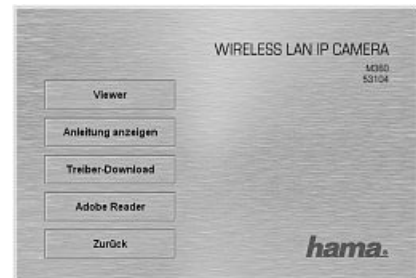 WIRELESS LAN IP CAMERA
M360
53104
Viewer
Anleitung anzeigen
Treiber-Download
Adobe Reader
Zurück
hama.